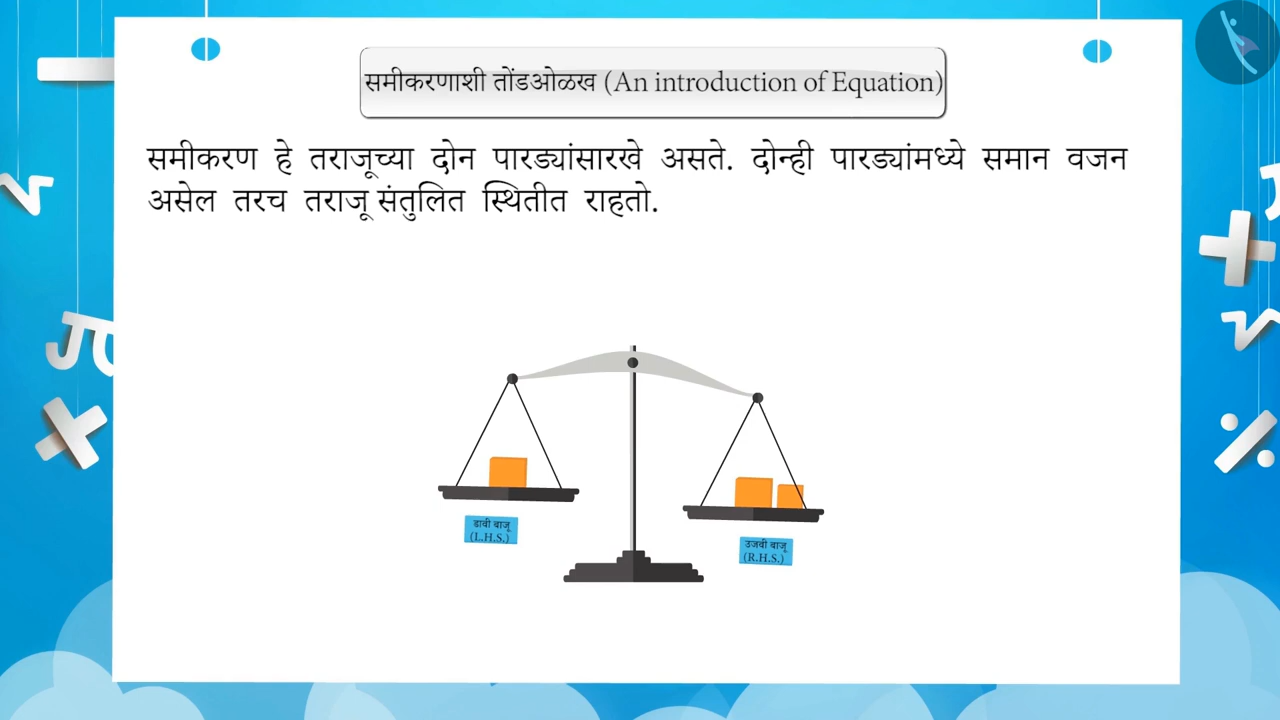 समीकरणाशी तोंडओळख (An introduction of Equation)
समीकरण हे तराजूच्या दोन पारड्यांसारखे असते. दोन्ही पारड्यांमध्ये समान वजन
असेल तरच तराजू संतुलित स्थितीत राहतो.
डावी बाजू
(L.H.S.)
उजवी बाजू
(R.H.S.)